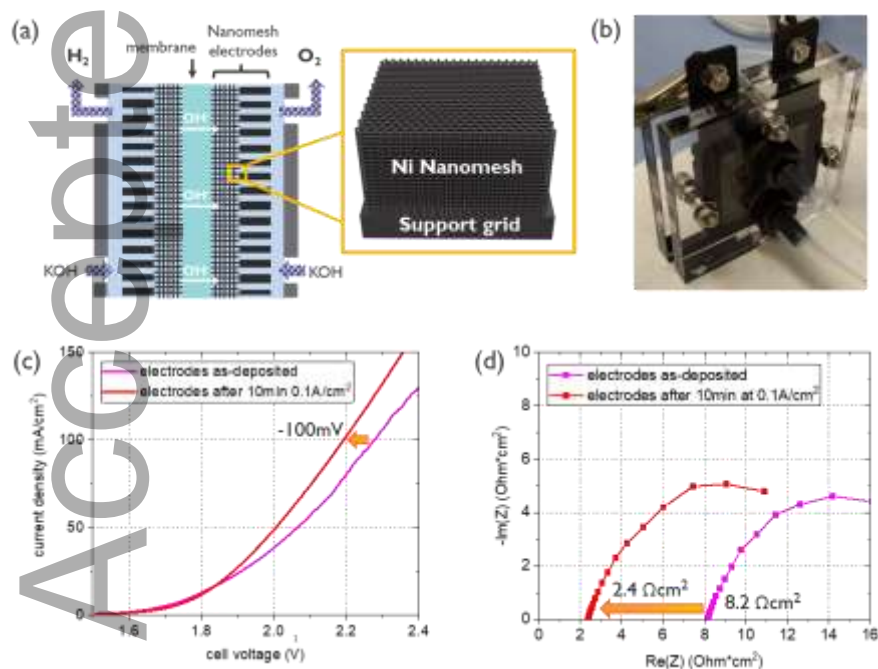 (a)
H2
membrane
Nanomesh
electrodes
O2
OH
OH
OH
KOH
KOH
Ni Nanomesh
Support grid
(b)
Accepte
(c)
150
100
50
0
current density (mA/cm²)
electrodes as-deposited
electrodes after 10min 0.1A/cm²
-100mV
1.6
1.8
2.0
2.2
2.4
cell voltage (V)
(d)
-10
-8
-6
-4
-2
0
-Im(Z) (Ohm*cm²)
electrodes as-deposited
electrodes after 10min at 0.1A/cm²
2.4 Ωcm²
8.2 Ωcm²
0
2
4
6
8
10
12
14
16
Re(Z) (Ohm*cm²)